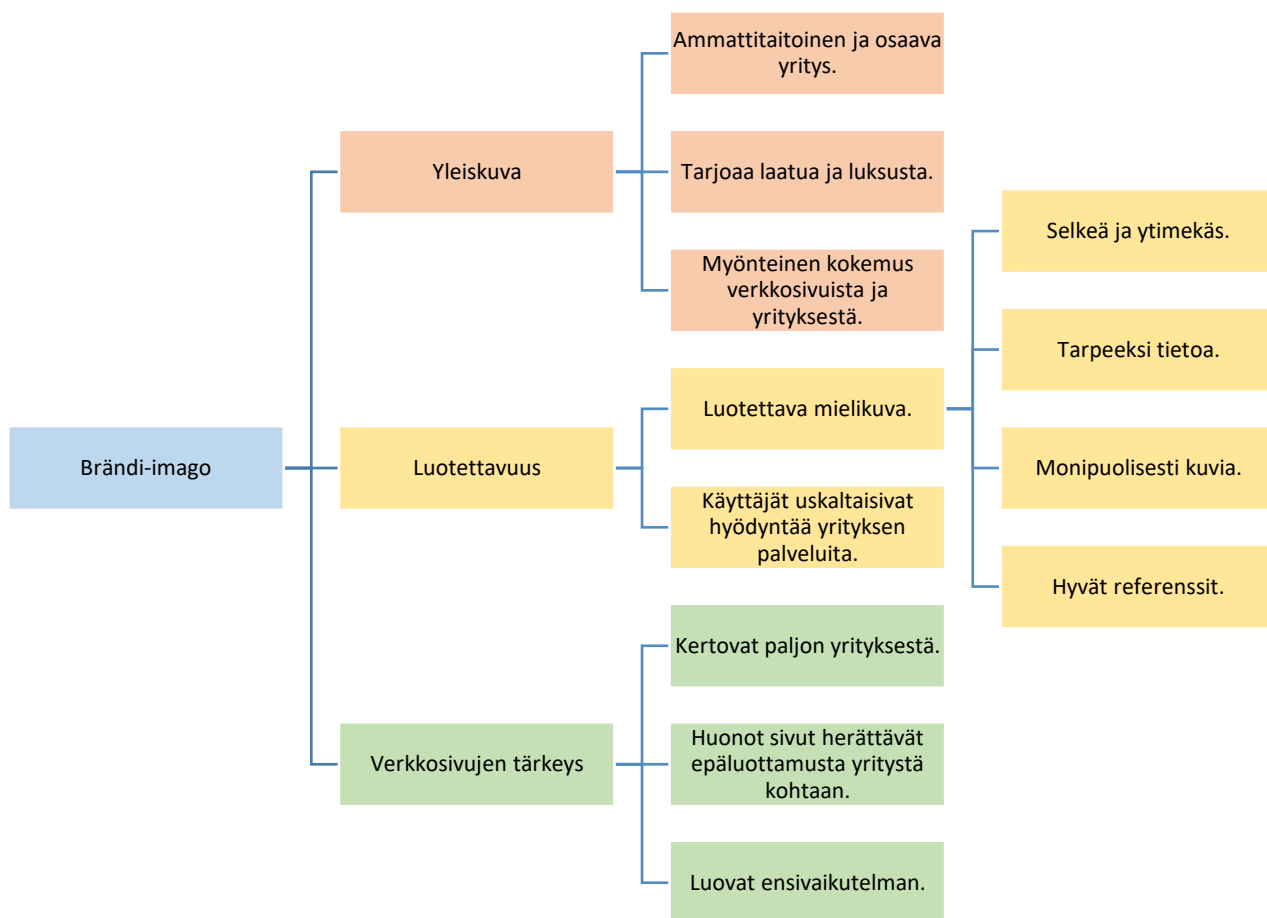 Brändi-imago
Yleiskuva
Ammattitaitoinen ja osaava
yritys.
Tarjoaa laatua ja luksusta.
Myönteinen kokemus
verkkosivuista ja
yrityksestä.
Luotettavuus
Luotettava mielikuva.
Selkeä ja ytimekäs.
Tarpeeksi tietoa.
Monipuolisesti kuvia.
Hyvät referenssit.
Käyttäjät uskaltaisivat
hyödyntää yrityksen
palveluita.
Verkkosivujen tärkeys
Kertovat paljon yrityksestä.
Huonot sivut herättävät
epäluottamusta yritystä
kohtaan.
Luovat ensivaikutelman.